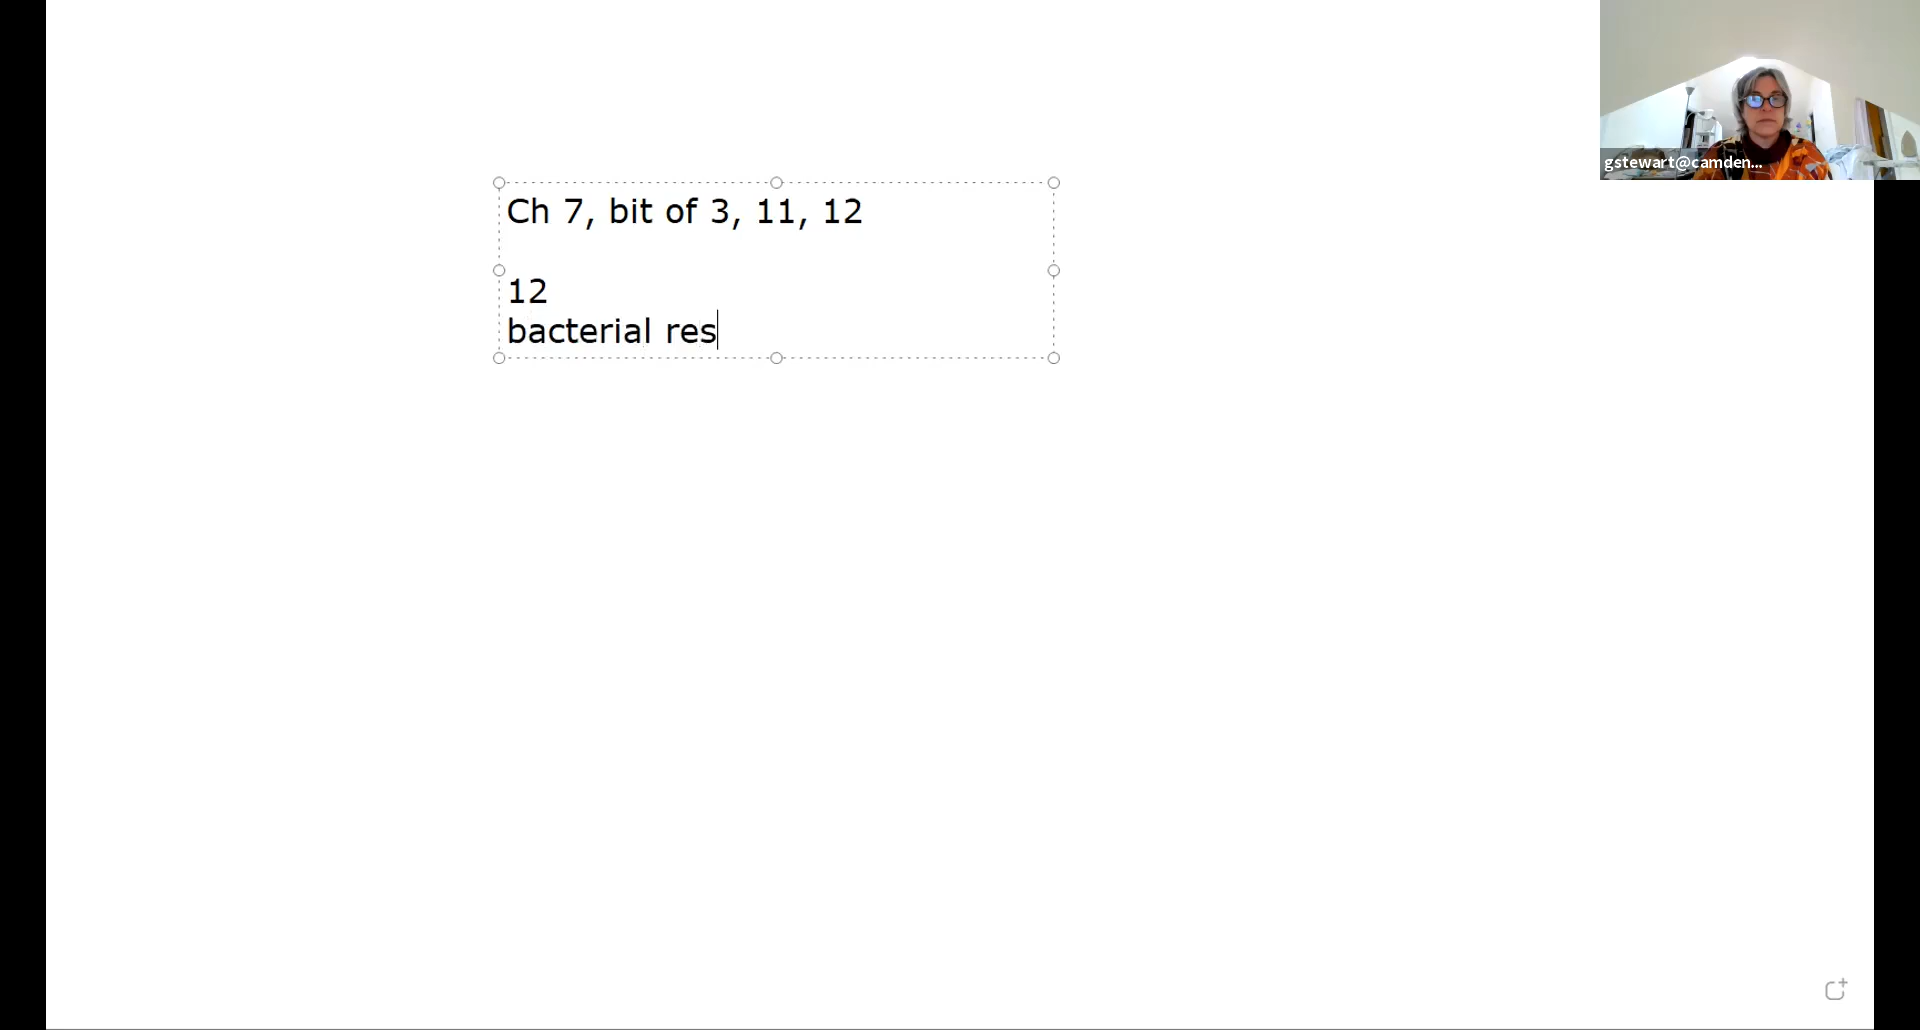 Ch 7, bit of 3, 11, 12
12
bacterial res
gstewart@camden...